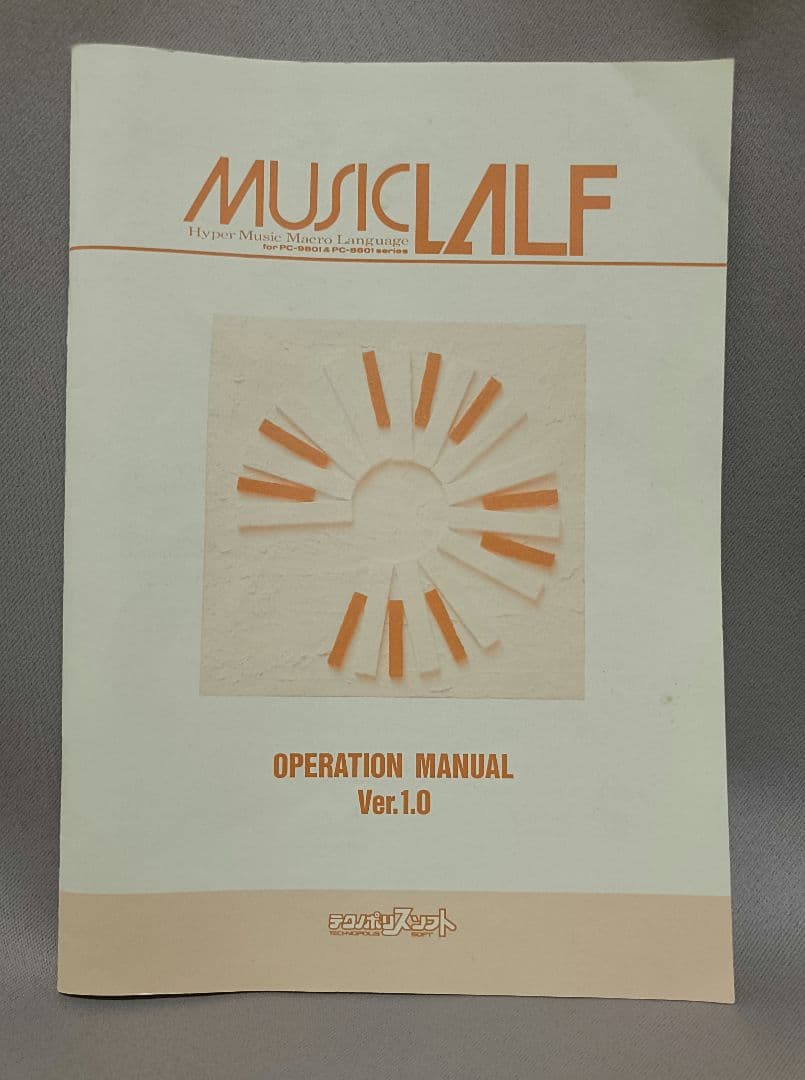 MUSIC LALF
Hyper Music Macro Language
for PC-9801 & PC-8801 series
OPERATION MANUAL
Ver.1.0
テクノポリスソフト
TECHNOPOLIS SOFT